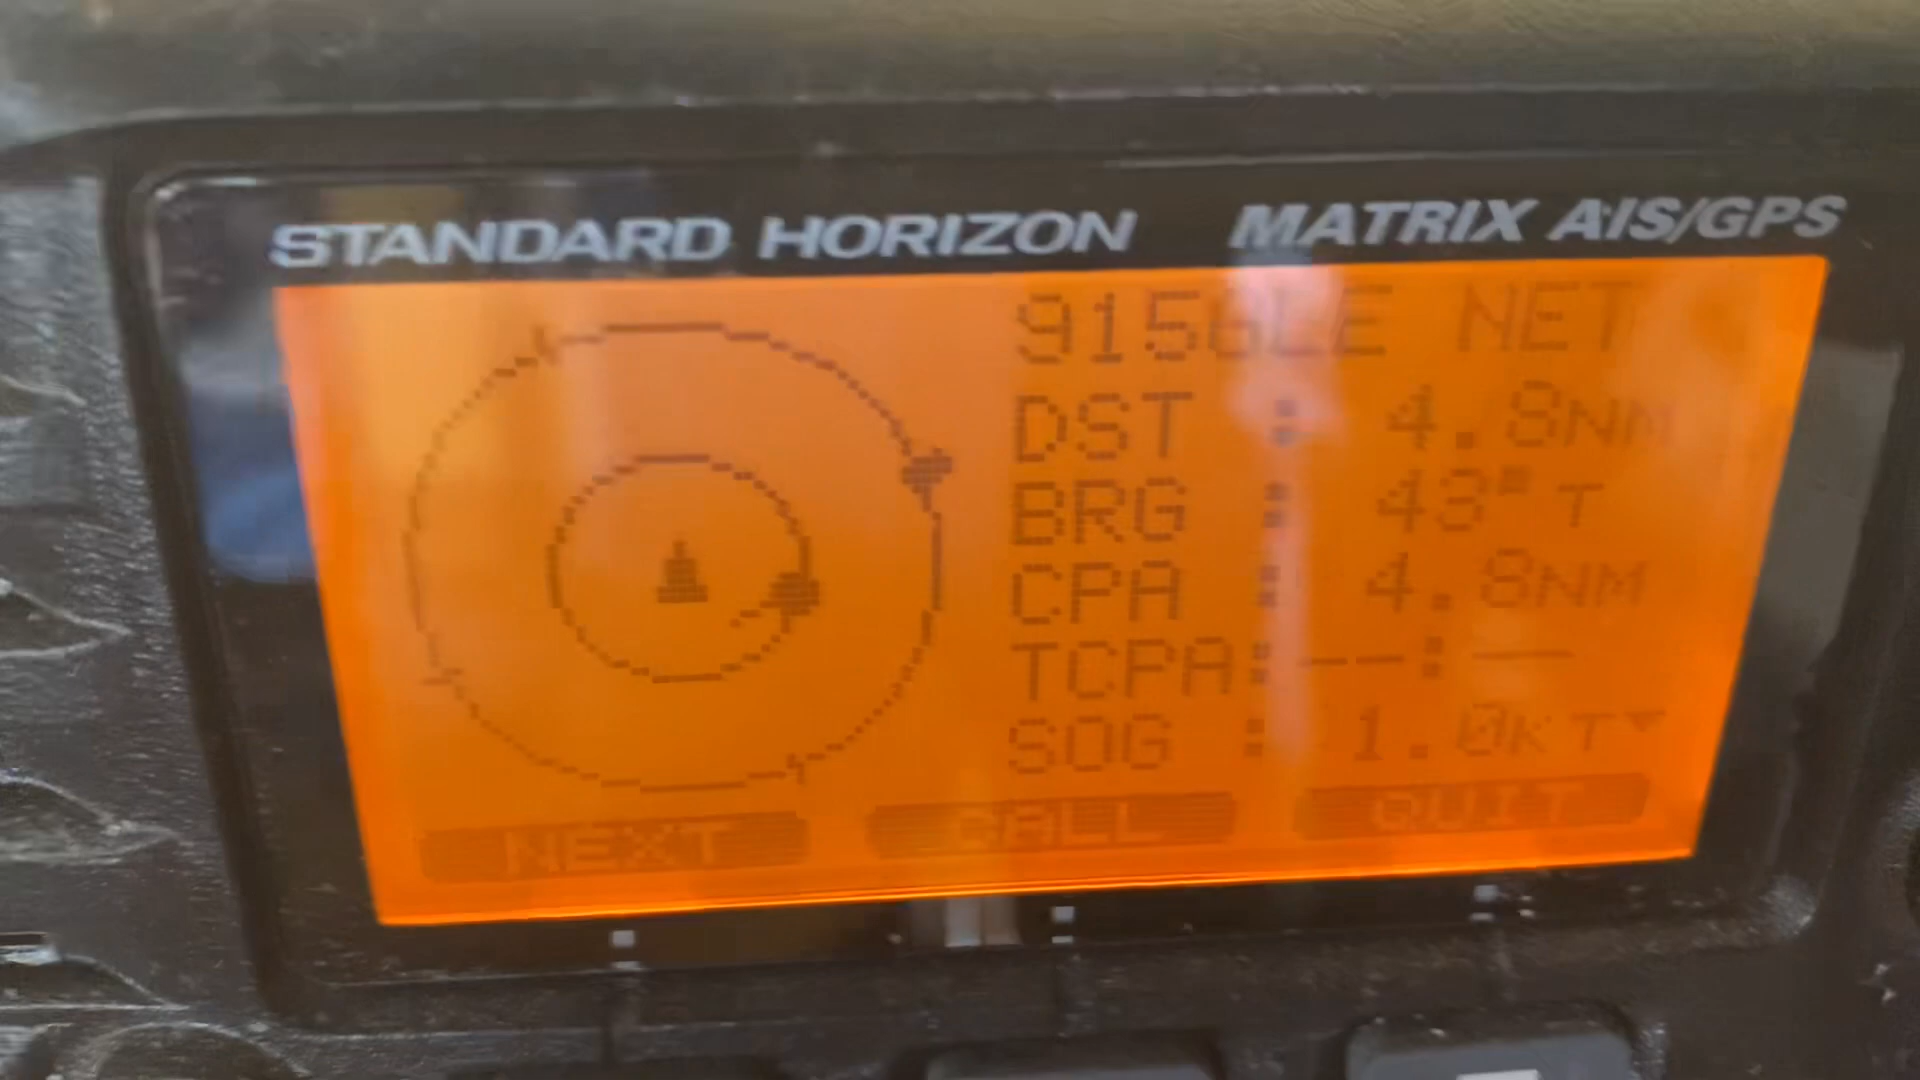 STANDARD HORIZON MATRIX AIS/GPS
NET
DST : 4.8NM
BRG : 43° T
CPA : 4.8NM
TCPA:--:--
SOG : 1.0KT▼
NEXT CALL QUIT